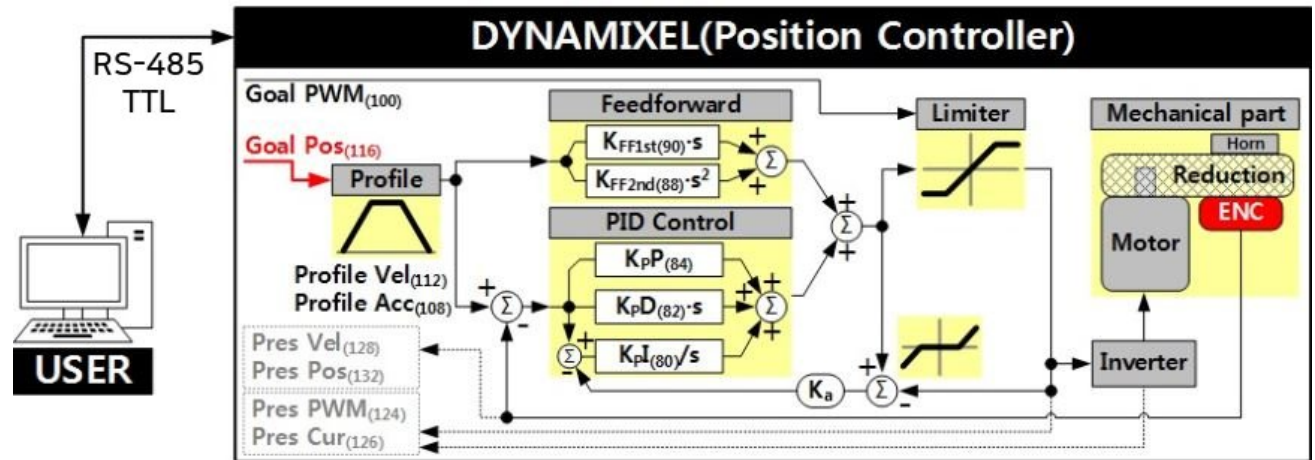 DYNAMIXEL(Position Controller)
RS-485
TTL
USER
Goal PWM(100)
Goal Pos(116)
Profile
Profile Vel(112)
Profile Acc(108)
Pres Vel(128)
Pres Pos(132)
Pres PWM(124)
Pres Cur(126)
Feedforward
KFF1st(90)·s
KFF2nd(88)·s²
+
+
Σ
PID Control
KPP(84)
KPD(82)·s
KPI(80)/s
+
+
+
Σ
+
Σ
-
Σ
-
+
Σ
+
Ka
+
Σ
-
Limiter
Inverter
Mechanical part
Horn
Reduction
ENC
Motor